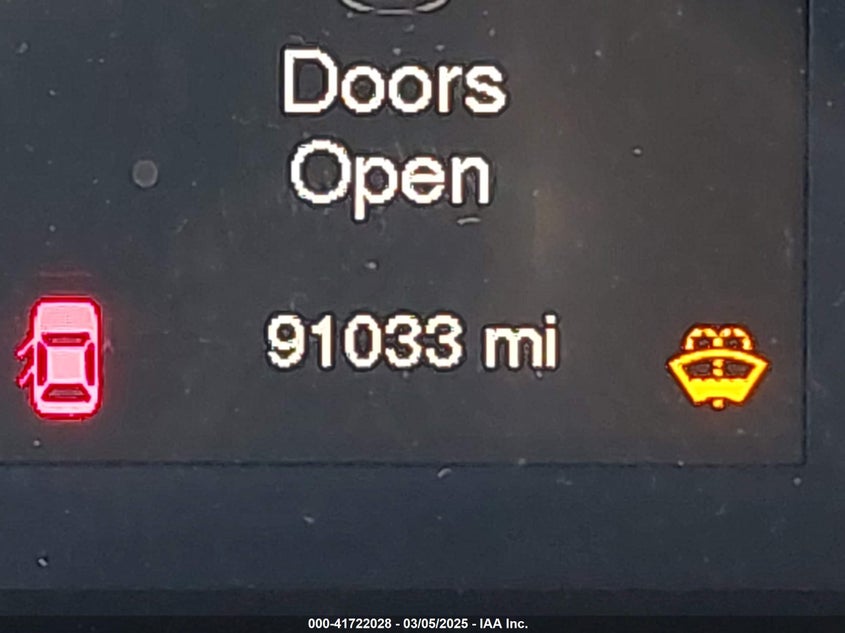 Doors
Open
91033 mi
000-41722028 - 03/05/2025 - IAA Inc.